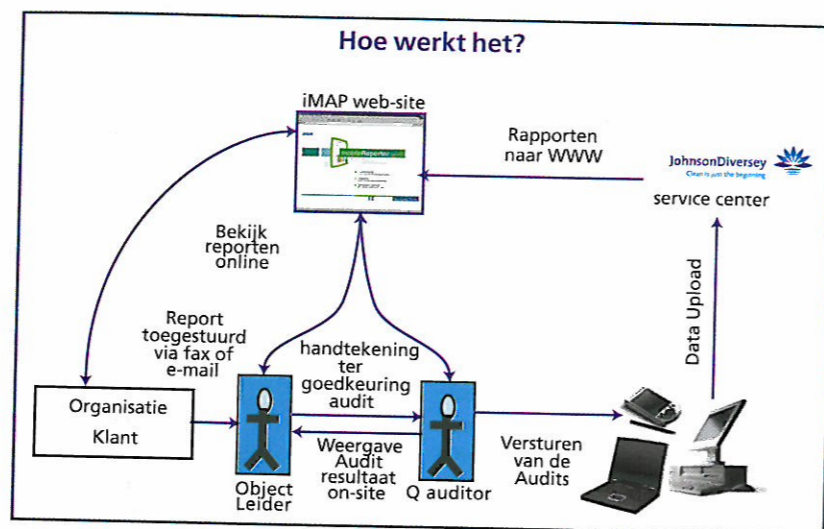 Hoe werkt het?
iMAP web-site
Rapporten
naar WWW
JohnsonDiversey
Clean is just the beginning
service center
Bekijk
reporten
online
Data Upload
Report
toegestuurd
via fax of
e-mail
handtekening
ter
goedkeuring
audit
Organisatie
Klant
Weergave
Audit
resultaat
on-site
Versturen
van de
Audits
Object
Leider
Q auditor